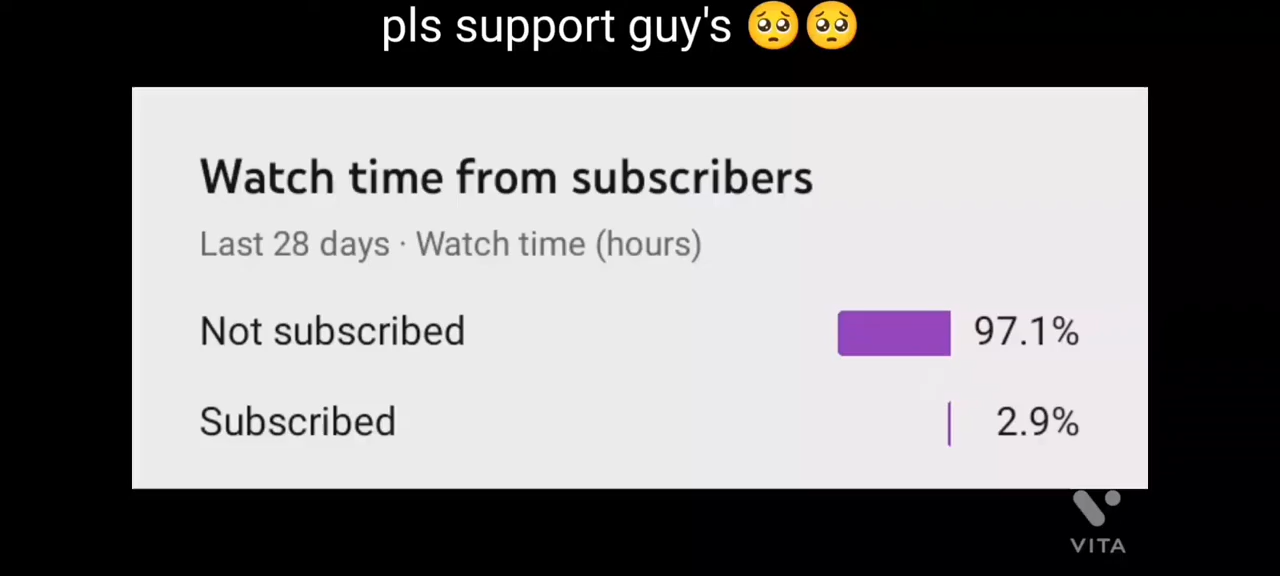 pls support guy's 🥺🥺
Watch time from subscribers
Last 28 days · Watch time (hours)
Not subscribed 97.1%
Subscribed 2.9%
VITA